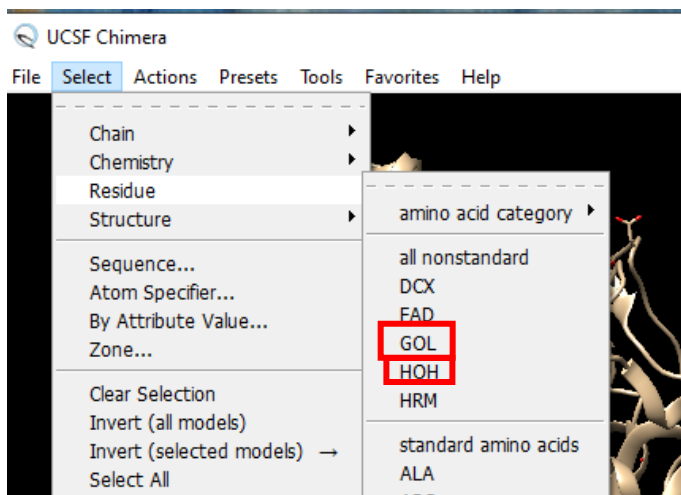 UCSF Chimera
File Select Actions Presets Tools Favorites Help
Chain
Chemistry
Residue
Structure
Sequence...
Atom Specifier...
By Attribute Value...
Zone...
Clear Selection
Invert (all models)
Invert (selected models) →
Select All
amino acid category
all nonstandard
DCX
FAD
GOL
HOH
HRM
standard amino acids
ALA